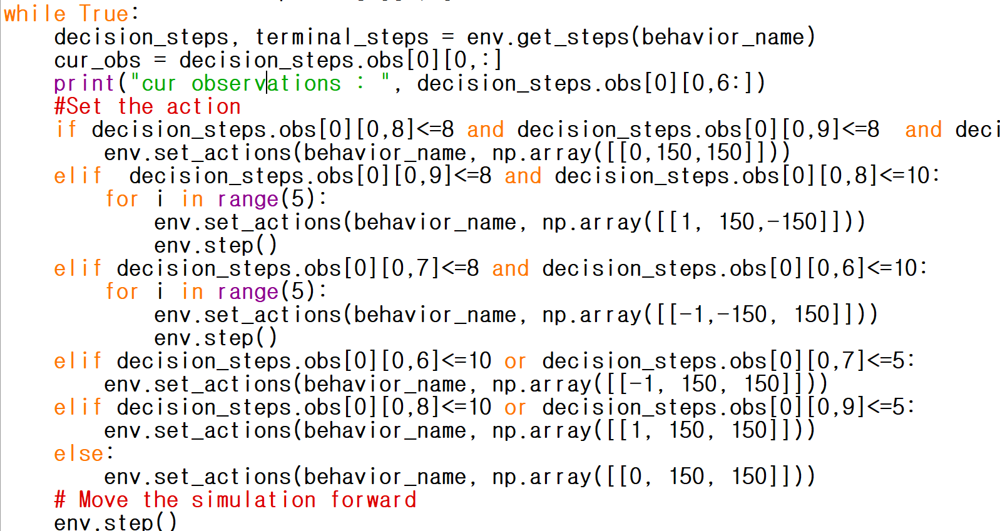 while True:
    decision_steps, terminal_steps = env.get_steps(behavior_name)
    cur_obs = decision_steps.obs[0][0,:]
    print("cur observations : ", decision_steps.obs[0][0,6:])
    #Set the action
    if decision_steps.obs[0][0,8]<=8 and decision_steps.obs[0][0,9]<=8  and deci
        env.set_actions(behavior_name, np.array([[0,150,150]]))
    elif  decision_steps.obs[0][0,9]<=8 and decision_steps.obs[0][0,8]<=10:
        for i in range(5):
            env.set_actions(behavior_name, np.array([[1, 150,-150]]))
            env.step()
    elif decision_steps.obs[0][0,7]<=8 and decision_steps.obs[0][0,6]<=10:
        for i in range(5):
            env.set_actions(behavior_name, np.array([[-1,-150, 150]]))
            env.step()
    elif decision_steps.obs[0][0,6]<=10 or decision_steps.obs[0][0,7]<=5:
        env.set_actions(behavior_name, np.array([[-1, 150, 150]]))
    elif decision_steps.obs[0][0,8]<=10 or decision_steps.obs[0][0,9]<=5:
        env.set_actions(behavior_name, np.array([[1, 150, 150]]))
    else:
        env.set_actions(behavior_name, np.array([[0, 150, 150]]))
    # Move the simulation forward
    env.step()